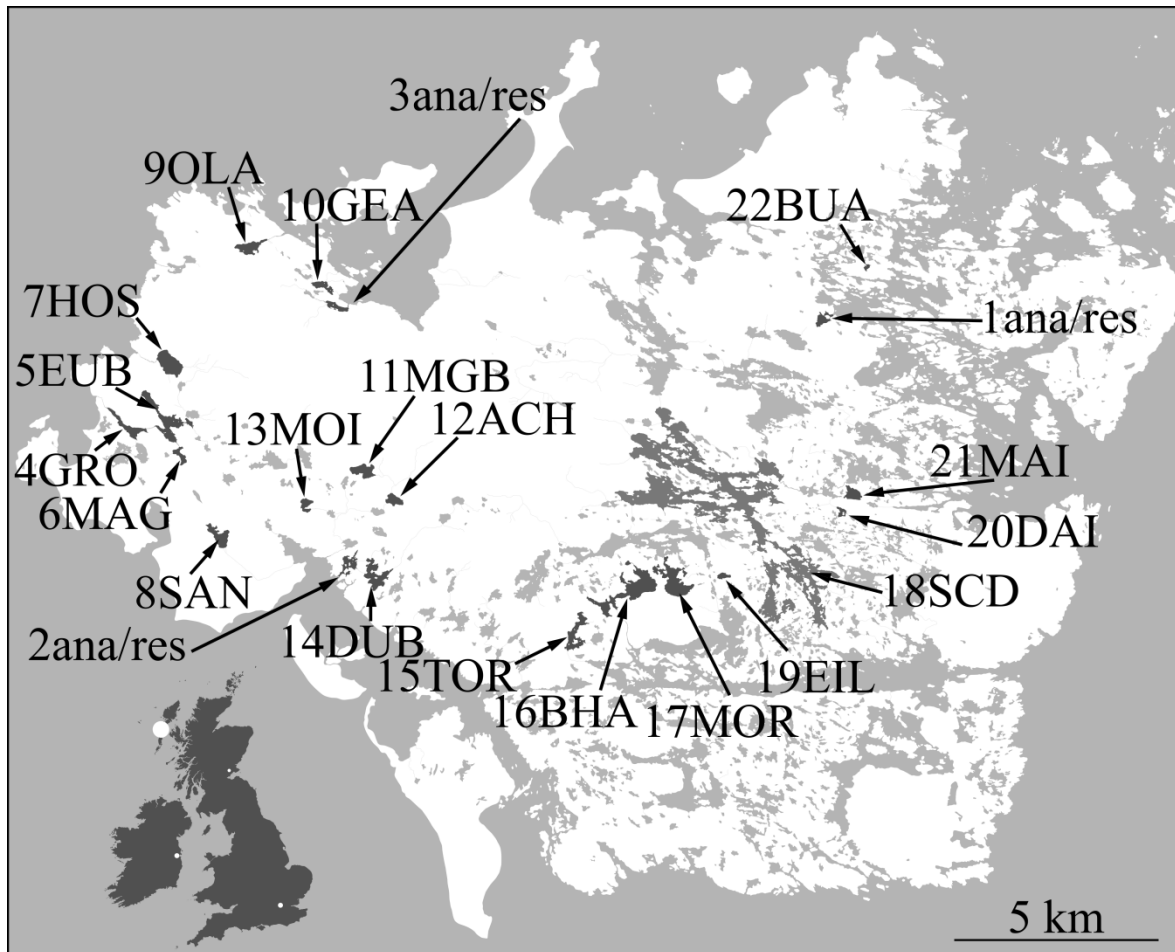 3ana/res
9OLA
10GEA
22BUA
7HOS
1ana/res
5EUB
11MGB
13MOI
12ACH
4GRO
21MAI
6MAG
20DAI
8SAN
18SCD
2ana/res
14DUB
15TOR
19EIL
16BHA
17MOR
5 km